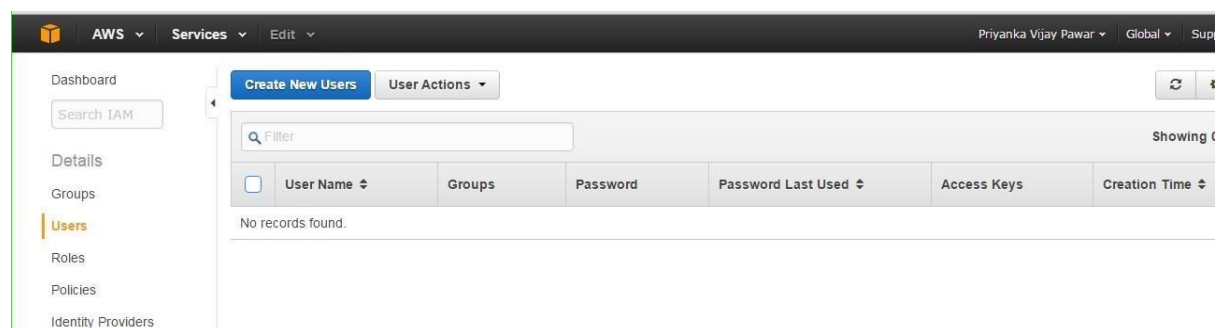 AWS Services Edit Priyanka Vijay Pawar Global
Dashboard
Search IAM
Details
Groups
Users
Roles
Policies
Identity Providers
Create New Users User Actions
Filter Showing
User Name Groups Password Password Last Used Access Keys Creation Time
No records found.